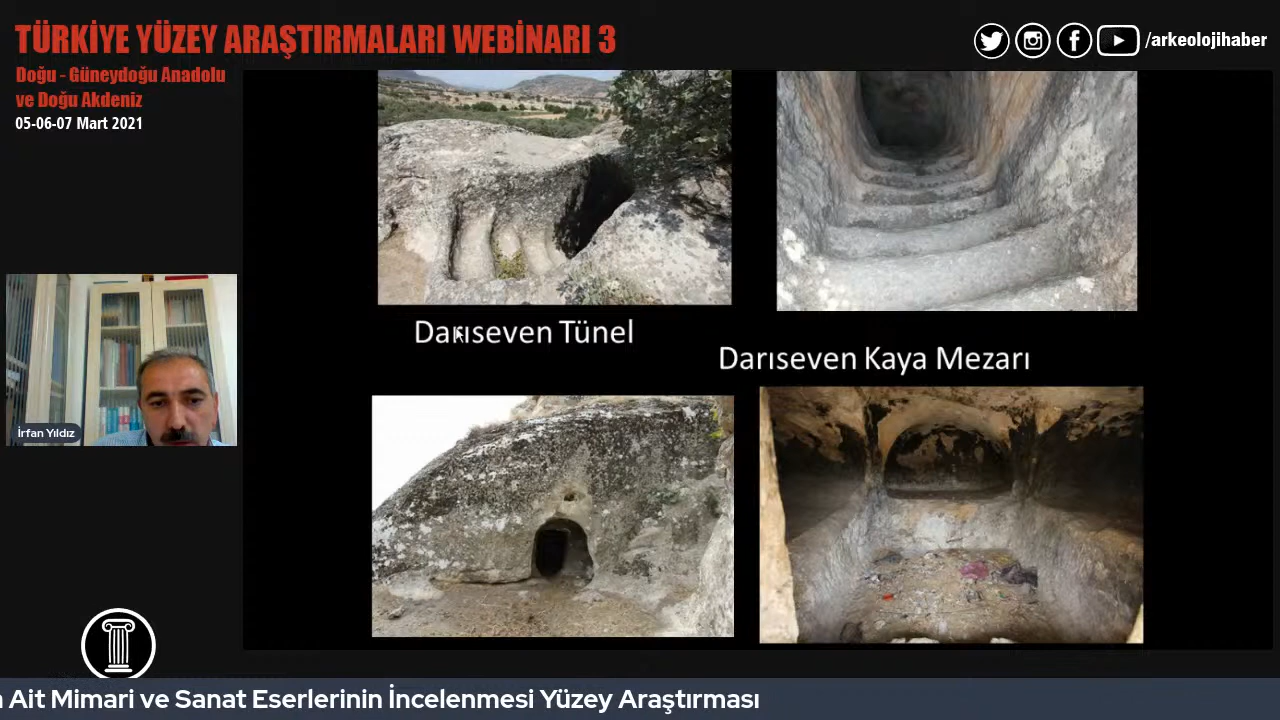 TÜRKİYE YÜZEY ARAŞTIRMALARI WEBİNARI 3
Doğu - Güneydoğu Anadolu
ve Doğu Akdeniz
05-06-07 Mart 2021
/arkeolojihaber
Darıseven Tünel
Darıseven Kaya Mezarı
İrfan Yıldız
Ait Mimari ve Sanat Eserlerinin İncelenmesi Yüzey Araştırması